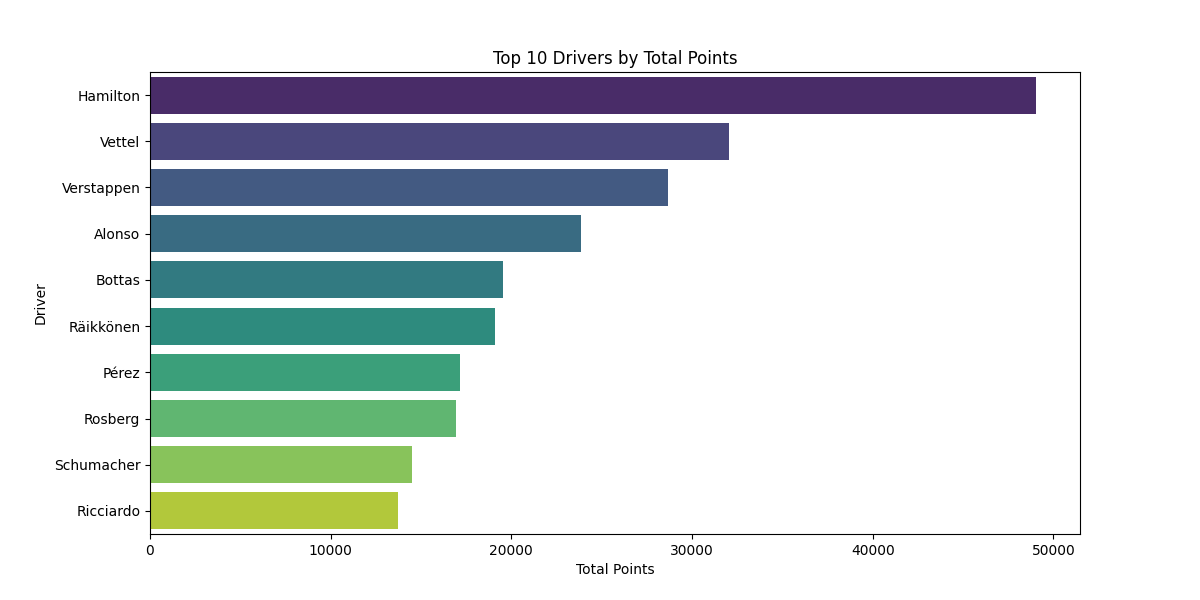 Top 10 Drivers by Total Points
Driver
Hamilton
Vettel
Verstappen
Alonso
Bottas
Räikkönen
Pérez
Rosberg
Schumacher
Ricciardo
0 10000 20000 30000 40000 50000
Total Points